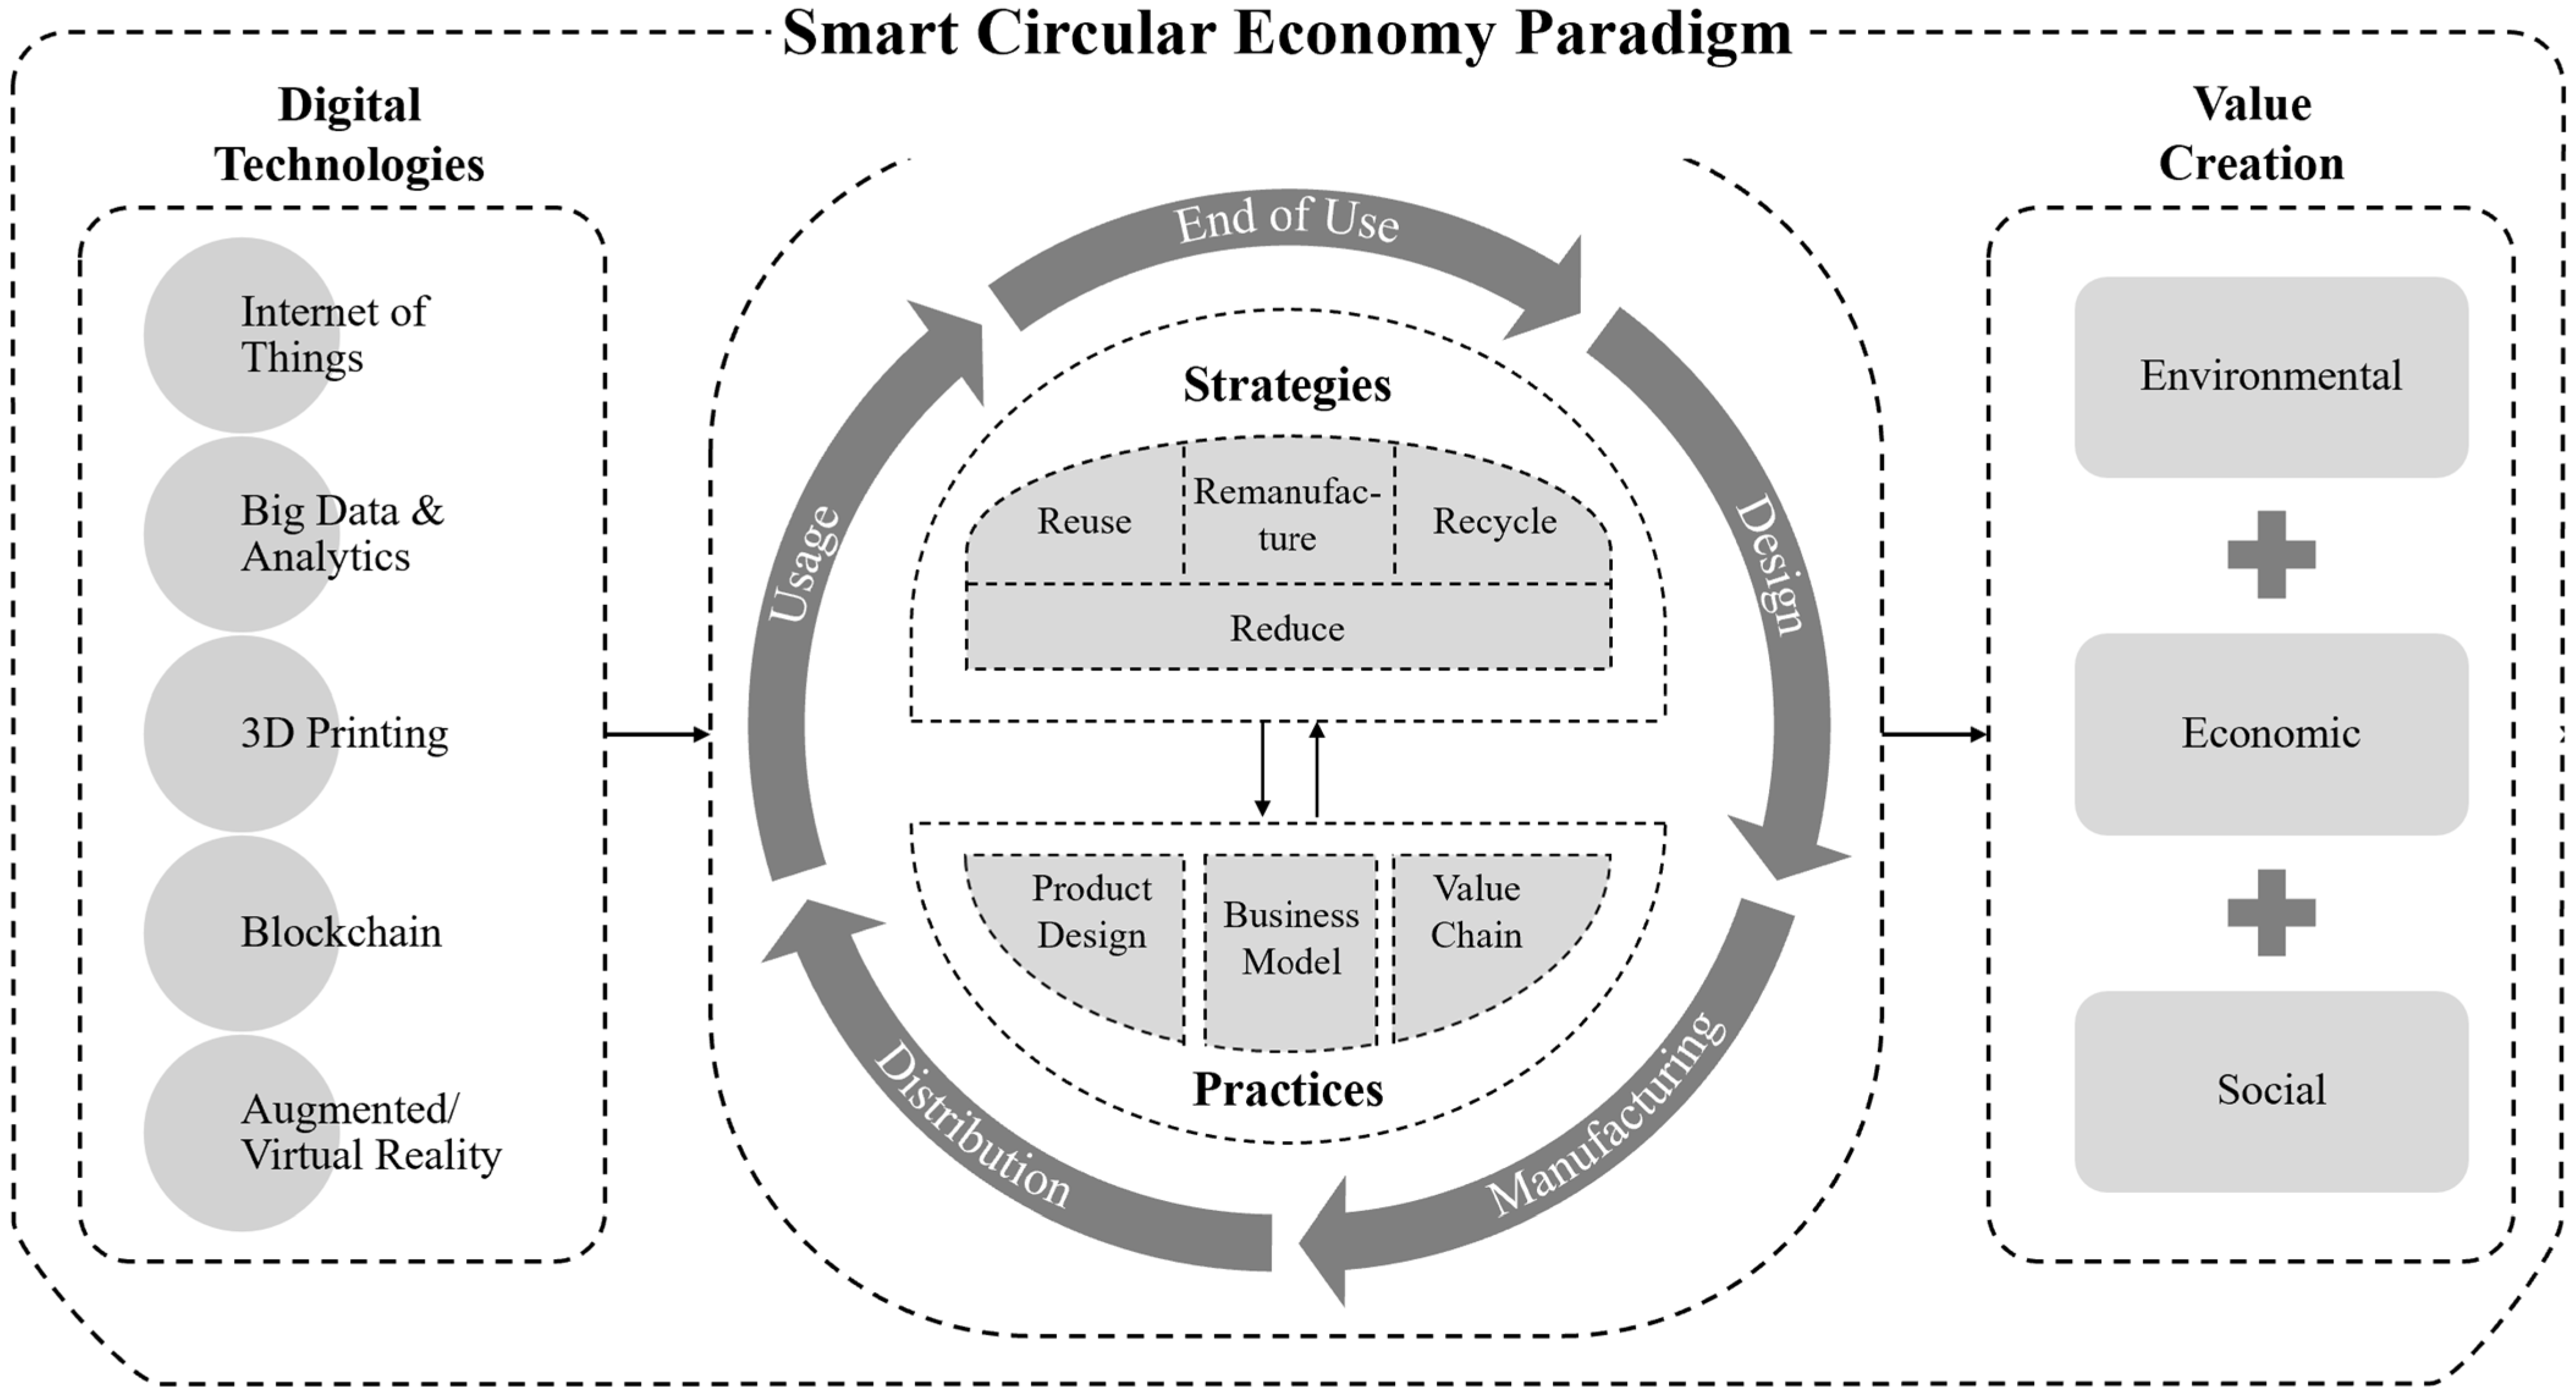 Smart Circular Economy Paradigm
Digital
Technologies
Internet of
Things
Big Data &
Analytics
3D Printing
Blockchain
Augmented/
Virtual Reality
End of Use
Design
Manufacturing
Distribution
Usage
Strategies
Reuse
Remanufac-
ture
Recycle
Reduce
Product
Design
Business
Model
Value
Chain
Practices
Value
Creation
Environmental
Economic
Social